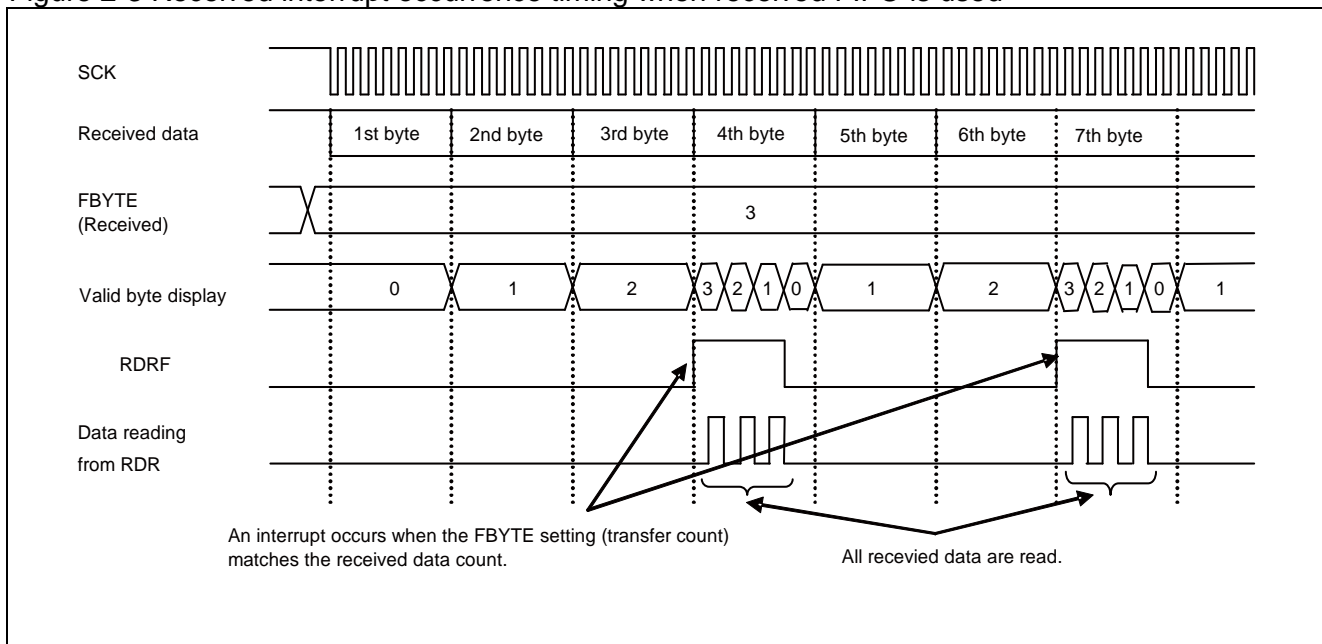 Figure 2-3 Received interrupt occurrence timing when received FIFO is used
SCK
Received data
1st byte 2nd byte 3rd byte 4th byte 5th byte 6th byte 7th byte
FBYTE
(Received)
3
Valid byte display
0 1 2 3 2 1 0 1 2 3 2 1 0 1
RDRF
Data reading
from RDR
An interrupt occurs when the FBYTE setting (transfer count)
matches the received data count.
All recevied data are read.